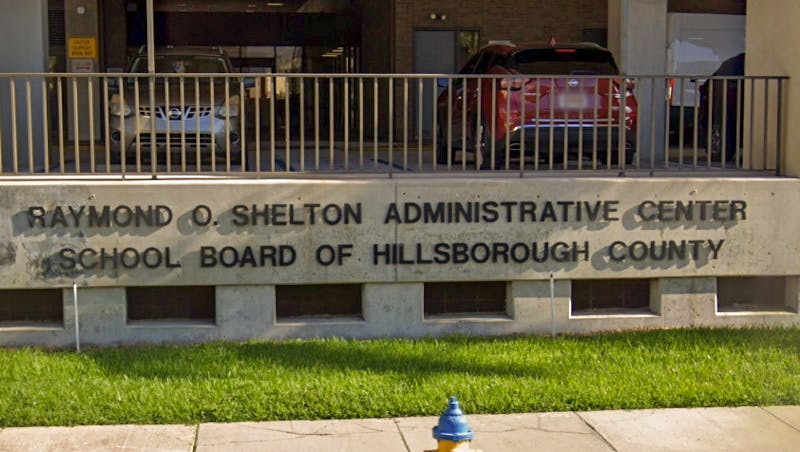 RAYMOND O. SHELTON ADMINISTRATIVE CENTER
SCHOOL BOARD OF HILLSBOROUGH COUNTY